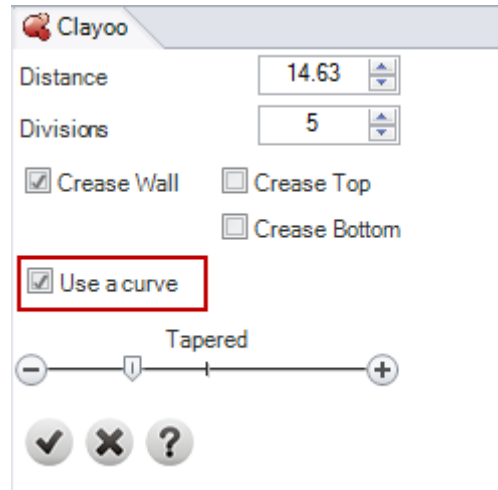 Clayoo
Distance 14.63
Divisions 5
Crease Wall Crease Top
Crease Bottom
Use a curve
Tapered
?